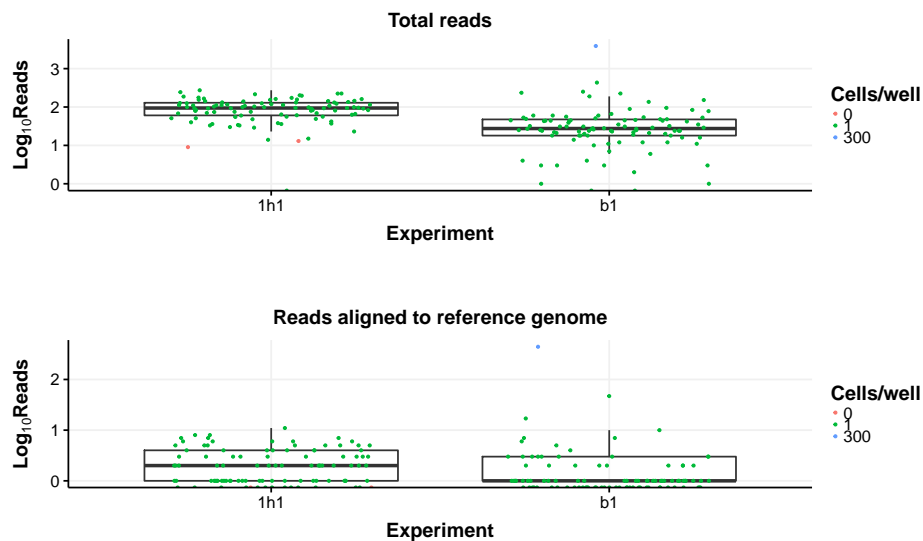 Total reads
Log₁₀Reads
3
2
1
0
1h1
b1
Experiment
Cells/well
0
1
300
Reads aligned to reference genome
Log₁₀Reads
2
1
0
1h1
b1
Experiment
Cells/well
0
1
300